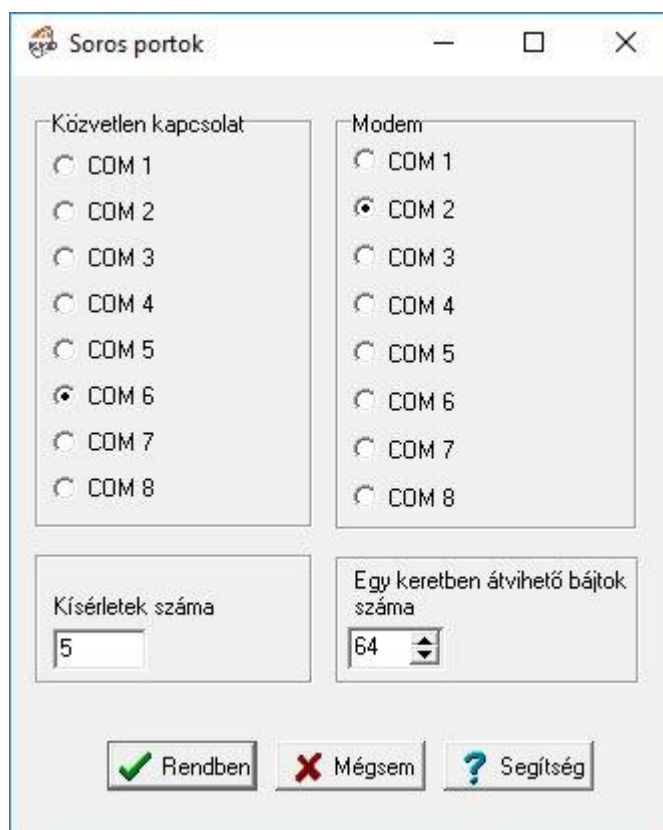 Soros portok
Közvetlen kapcsolat
COM 1
COM 2
COM 3
COM 4
COM 5
COM 6
COM 7
COM 8
Modem
COM 1
COM 2
COM 3
COM 4
COM 5
COM 6
COM 7
COM 8
Kísérletek száma
5
Egy keretben átvihető bájtok
száma
64
Rendben
Mégsem
Segítség